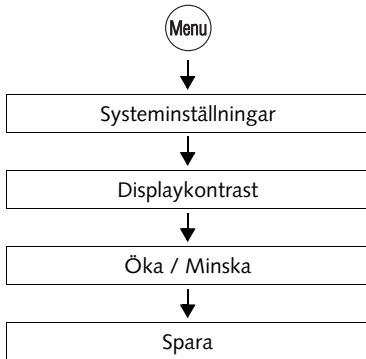 Menu
Systeminställningar
Displaykontrast
Öka / Minska
Spara